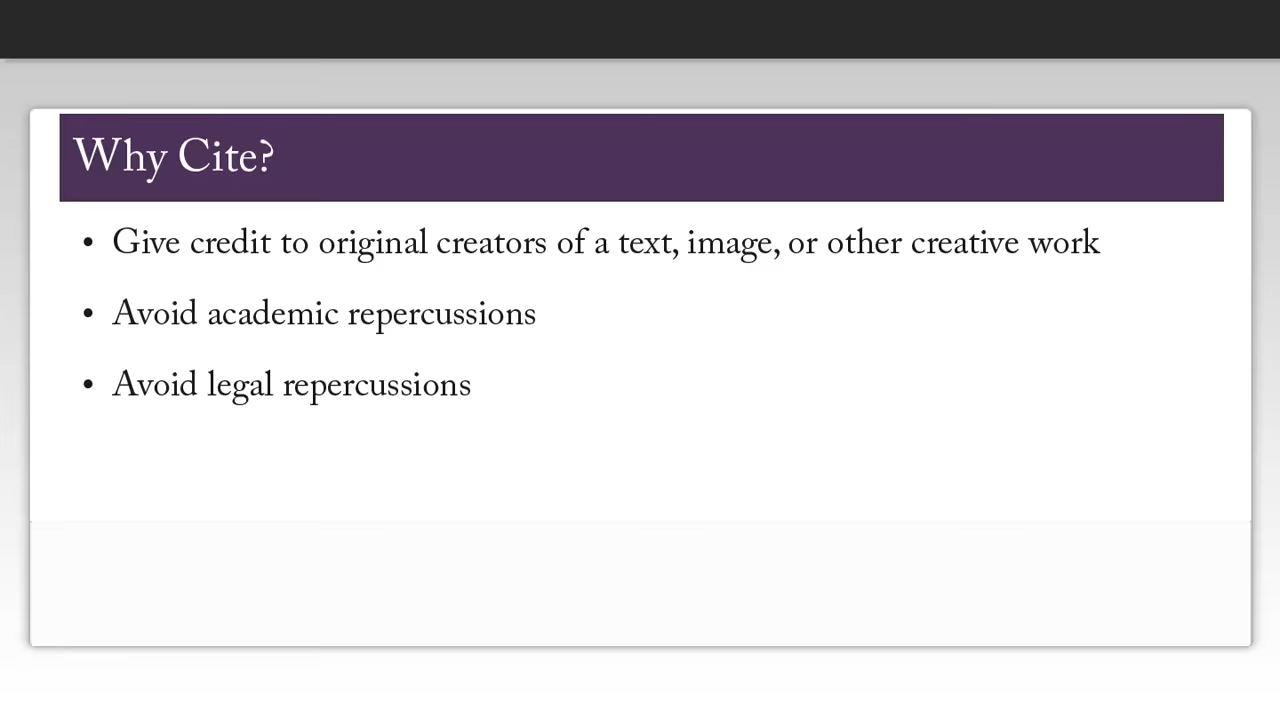 Why Cite?
• Give credit to original creators of a text, image, or other creative work
• Avoid academic repercussions
• Avoid legal repercussions